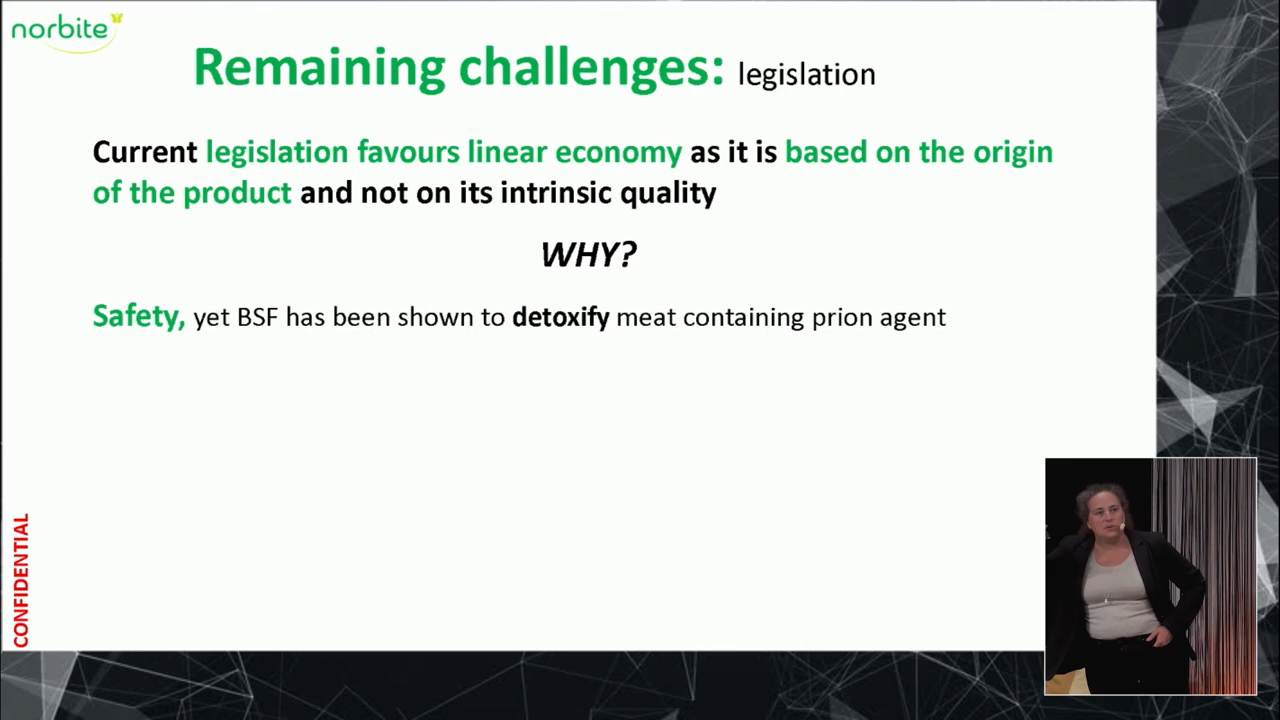 norbite
Remaining challenges: legislation
Current legislation favours linear economy as it is based on the origin
of the product and not on its intrinsic quality
WHY?
Safety, yet BSF has been shown to detoxify meat containing prion agent
CONFIDENTIAL